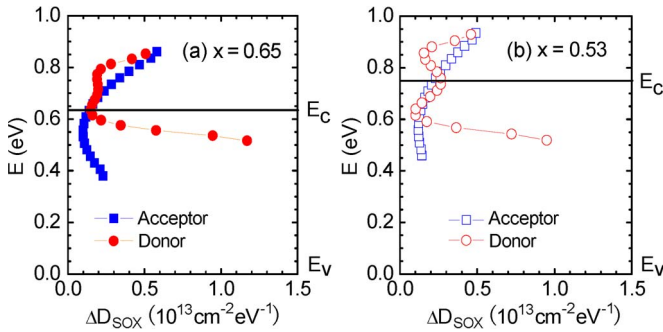 (a) x = 0.65
(b) x = 0.53
1.0
0.8
0.6
0.4
0.2
0.0
E (eV)
E_C
E_V
Acceptor
Donor
0.0 0.5 1.0 1.5
ΔD_SOX (10^13 cm^-2 eV^-1)
1.0
0.8
0.6
0.4
0.2
0.0
E (eV)
E_C
E_V
Acceptor
Donor
0.0 0.5 1.0 1.5
ΔD_SOX (10^13 cm^-2 eV^-1)